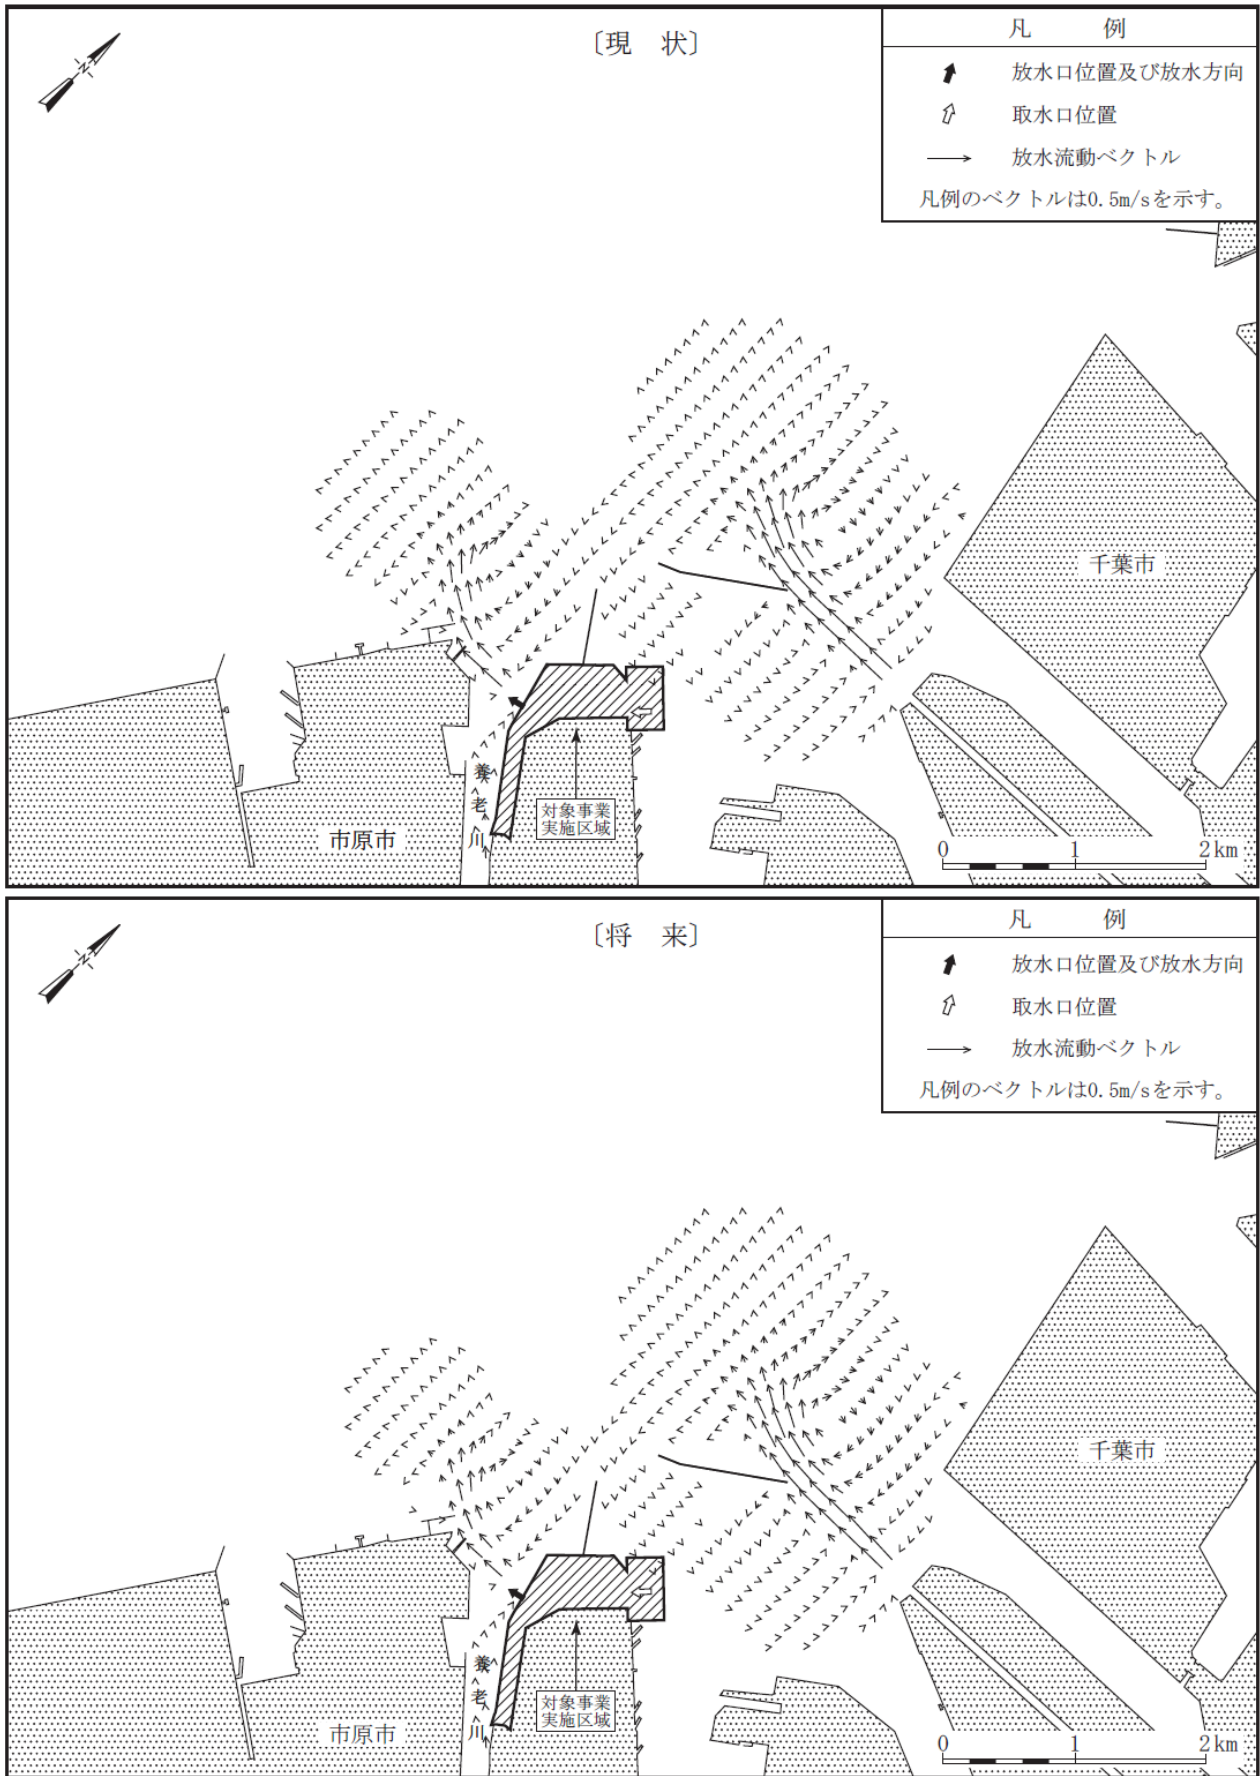 〔現　状〕
凡　例
放水口位置及び放水方向
取水口位置
放水流動ベクトル
凡例のベクトルは0.5m/sを示す。
N
千葉市
養老川
対象事業
実施区域
市原市
0 1 2km
〔将　来〕
凡　例
放水口位置及び放水方向
取水口位置
放水流動ベクトル
凡例のベクトルは0.5m/sを示す。
N
千葉市
養老川
対象事業
実施区域
市原市
0 1 2km